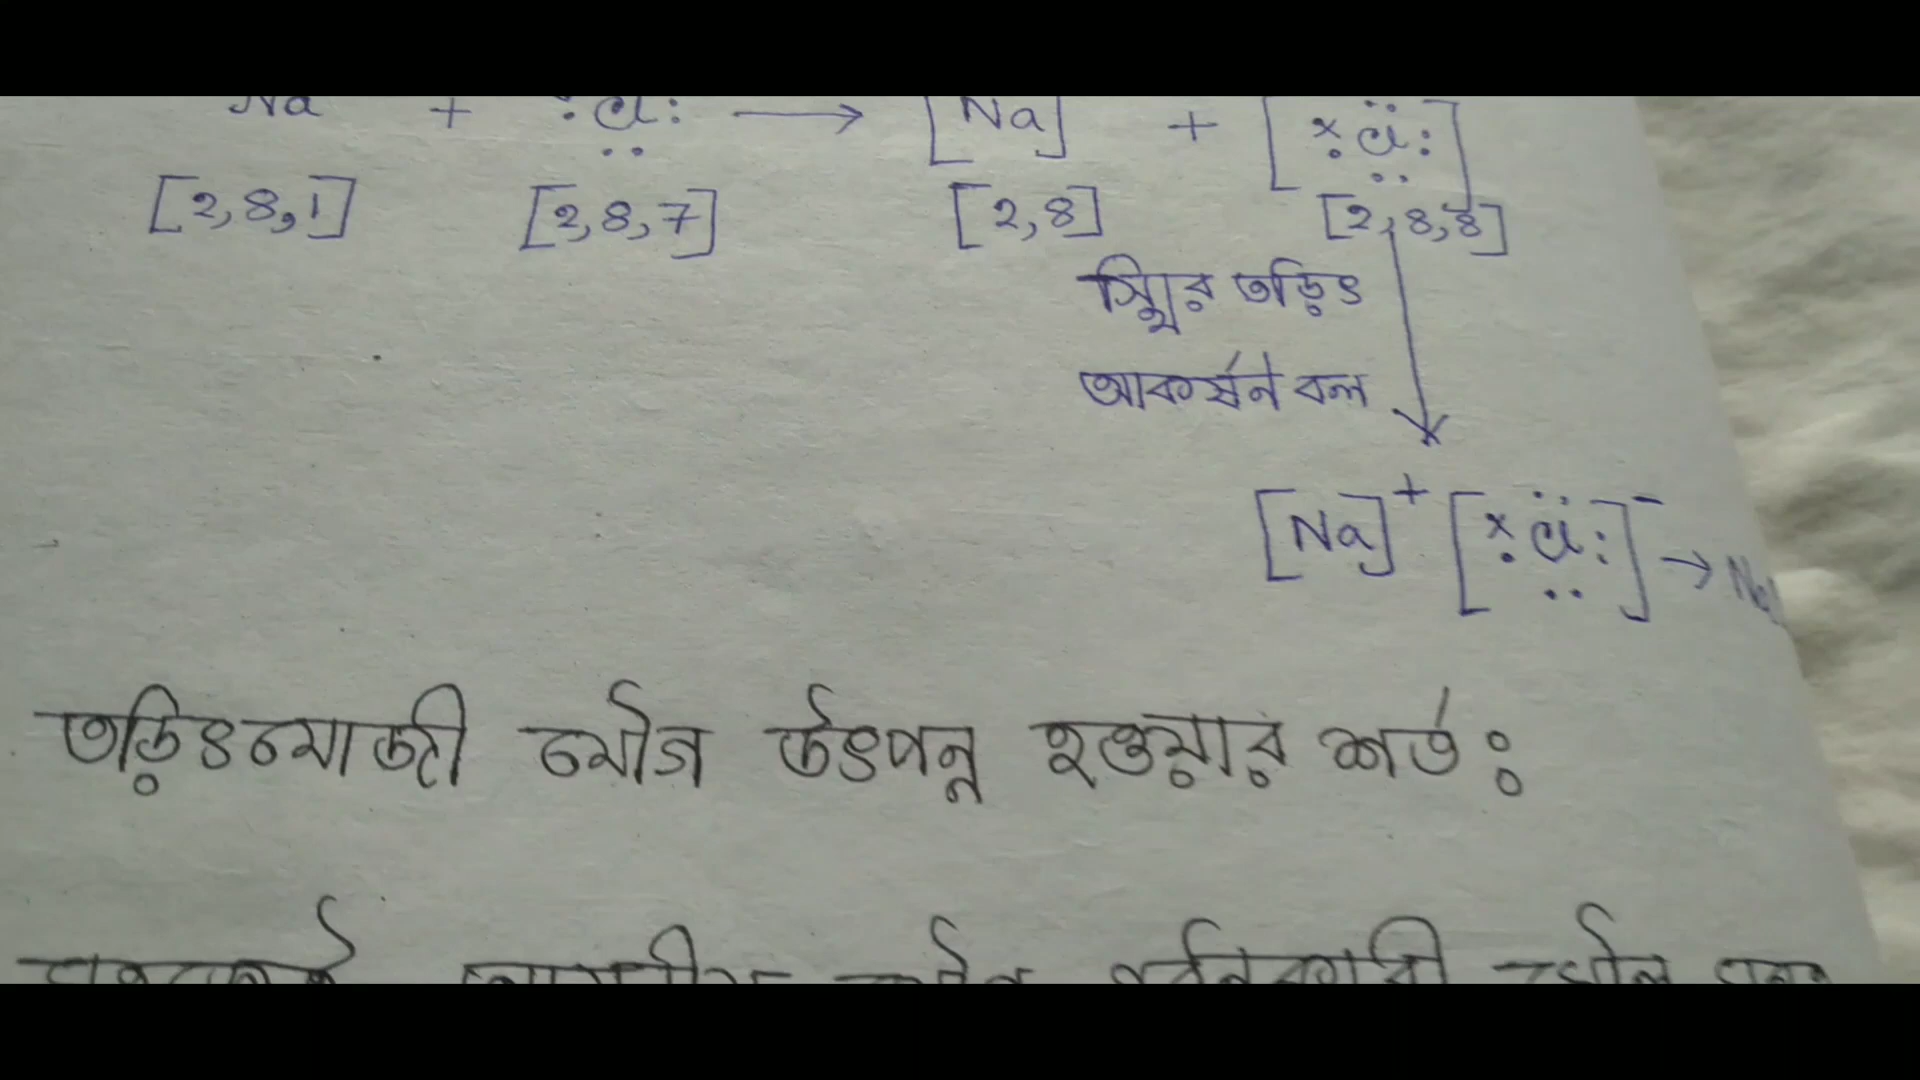 Na + :Cl: ⟶ [Na] + [×Cl:]
[2,8,1] [2,8,7] [2,8] [2,8,8]
স্থির তড়িৎ
আকর্ষন বল
[Na]⁺ [×Cl:]⁻ →
তড়িৎযোজী যৌগ উৎপন্ন হওয়ার শর্ত: